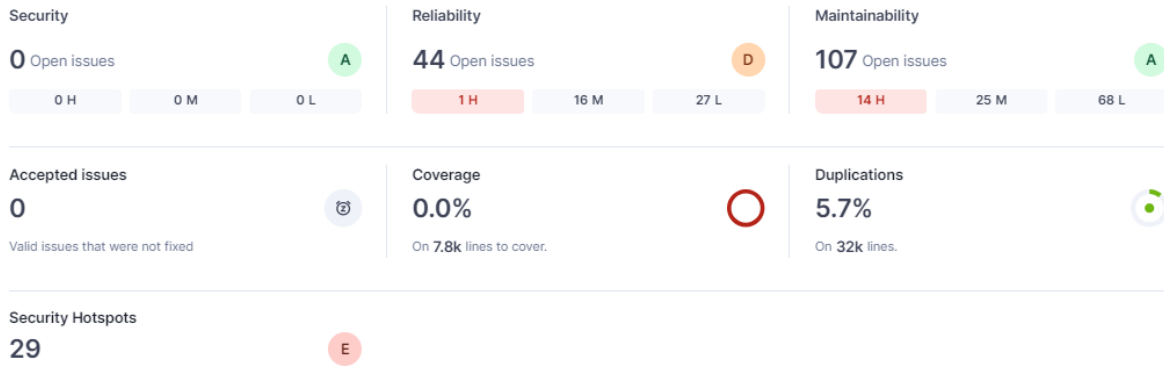 Security
0 Open issues
A
0 H
0 M
0 L
Reliability
44 Open issues
D
1 H
16 M
27 L
Maintainability
107 Open issues
A
14 H
25 M
68 L
Accepted issues
0
Valid issues that were not fixed
Coverage
0.0%
On 7.8k lines to cover.
Duplications
5.7%
On 32k lines.
Security Hotspots
29
E